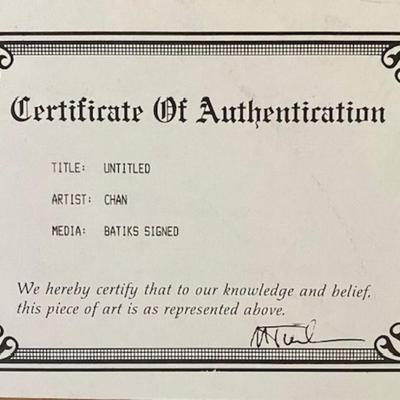 Certificate Of Authentication
TITLE: UNTITLED
ARTIST: CHAN
MEDIA: BATIKS SIGNED
We hereby certify that to our knowledge and belief,
this piece of art is as represented above.